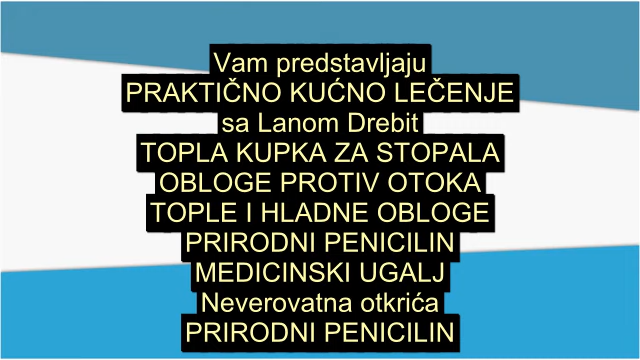 Vam predstavljaju
PRAKTIČNO KUĆNO LEČENJE
sa Lanom Drebit
TOPLA KUPKA ZA STOPALA
OBLOGE PROTIV OTOKA
TOPLE I HLADNE OBLOGE
PRIRODNI PENICILIN
MEDICINSKI UGALJ
Neverovatna otkrića
PRIRODNI PENICILIN